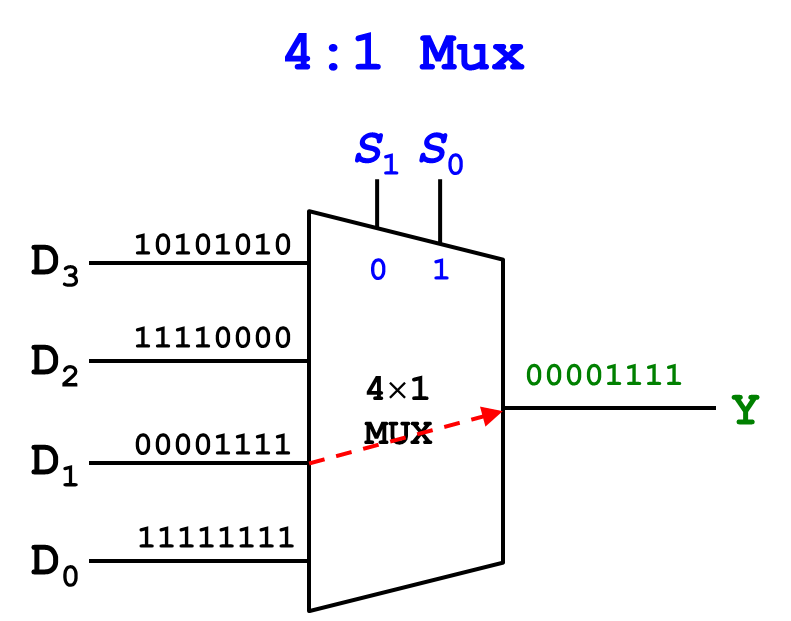 4:1 Mux
S₁ S₀
0 1
D₃ 10101010
D₂ 11110000
D₁ 00001111
D₀ 11111111
4×1
MUX
00001111
Y